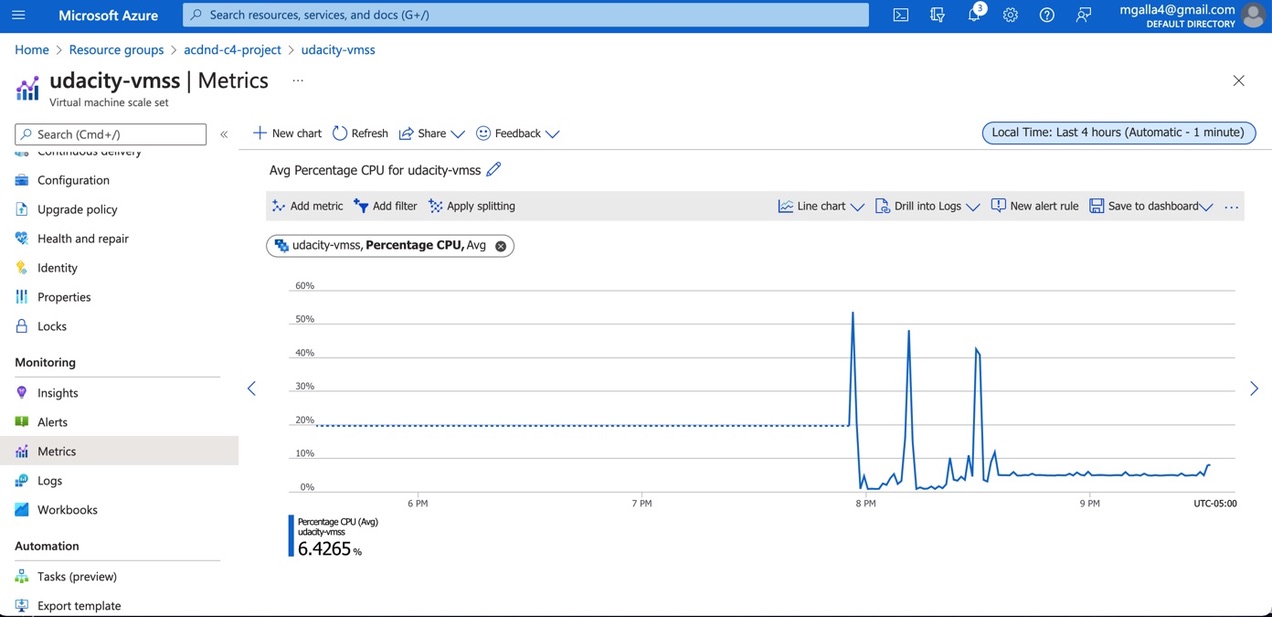 Microsoft Azure
Search resources, services, and docs (G+/)
3
mgalla4@gmail.com
DEFAULT DIRECTORY
Home > Resource groups > acdnd-c4-project > udacity-vmss
udacity-vmss | Metrics ...
Virtual machine scale set
Search (Cmd+/)
«
New chart Refresh Share Feedback
Local Time: Last 4 hours (Automatic - 1 minute)
Continuous delivery
Configuration
Upgrade policy
Health and repair
Identity
Properties
Locks
Monitoring
Insights
Alerts
Metrics
Logs
Workbooks
Automation
Tasks (preview)
Export template
Avg Percentage CPU for udacity-vmss
Add metric Add filter Apply splitting Line chart Drill into Logs New alert rule Save to dashboard ...
udacity-vmss, Percentage CPU, Avg
60%
50%
40%
30%
20%
10%
0%
6 PM 7 PM 8 PM 9 PM UTC-05:00
Percentage CPU (Avg)
udacity-vmss
6.4265 %